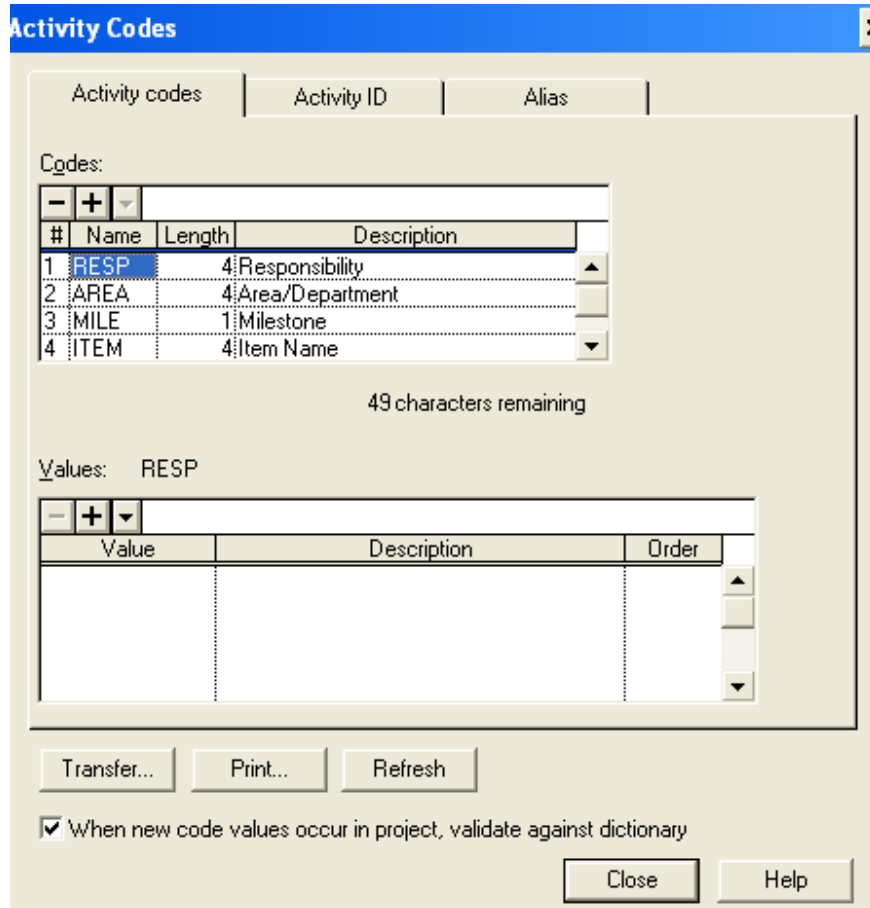 Activity Codes
Activity codes Activity ID Alias
Codes:
# Name Length Description
1 RESP 4 Responsibility
2 AREA 4 Area/Department
3 MILE 1 Milestone
4 ITEM 4 Item Name
49 characters remaining
Values: RESP
Value Description Order
Transfer... Print... Refresh
When new code values occur in project, validate against dictionary
Close Help